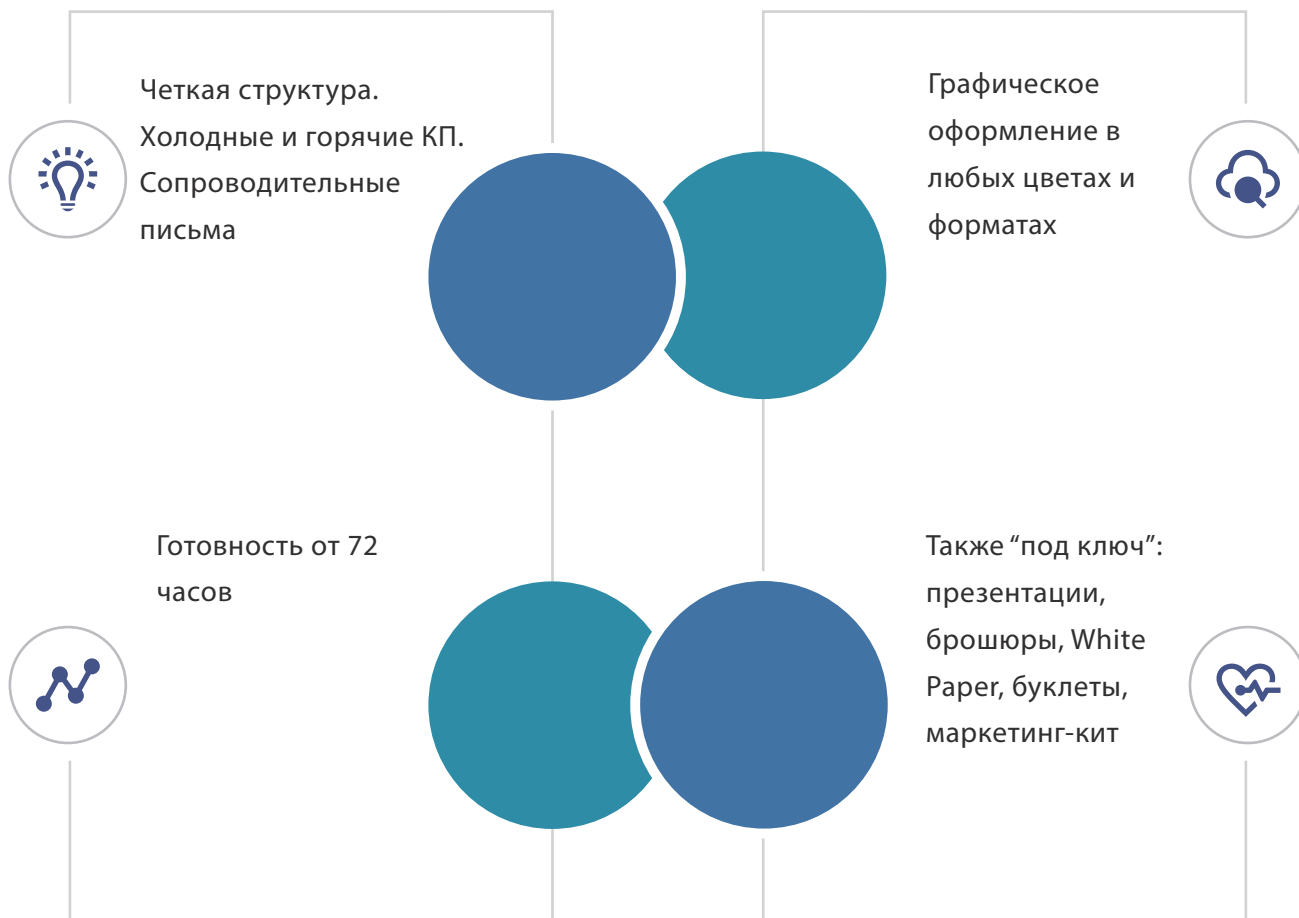 Четкая структура.
Холодные и горячие КП.
Сопроводительные
письма
Графическое
оформление в
любых цветах и
форматах
Готовность от 72
часов
Также “под ключ”:
презентации,
брошюры, White
Paper, буклеты,
маркетинг-кит